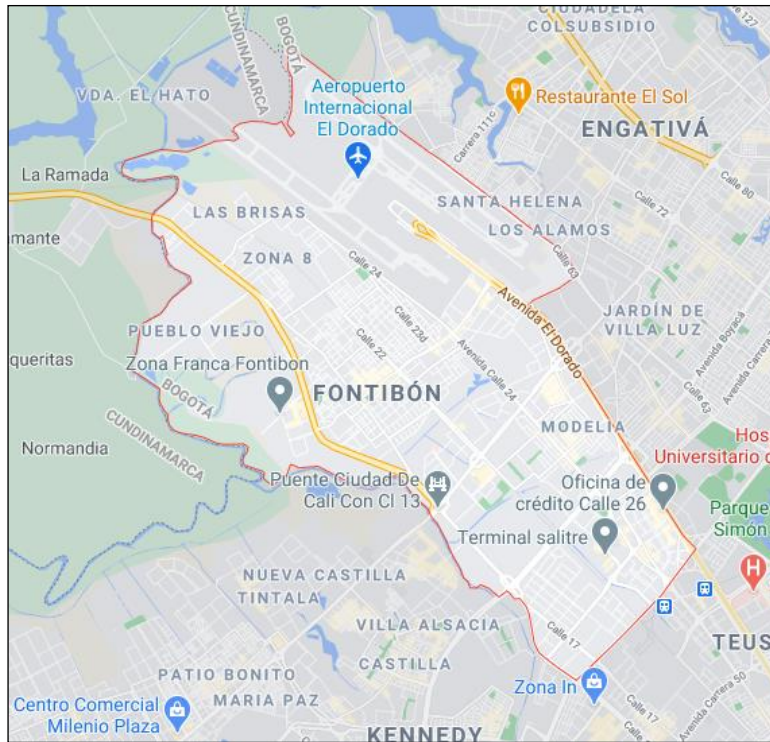 CIUDADELA
COLSUBSIDIO
CUNDINAMARCA
BOGOTÁ
VDA. EL HATO
Aeropuerto
Internacional
El Dorado
Restaurante El Sol
ENGATIVÁ
Carrera 111c
La Ramada
Calle 80
Calle 72
LAS BRISAS
SANTA HELENA
LOS ALAMOS
ZONA 8
Calle 24
Calle 63
Avenida El Dorado
JARDÍN DE
VILLA LUZ
Avenida Boyacá
Avenida Carrera
PUEBLO VIEJO
Calle 22
Calle 23d
Avenida Calle 24
Zona Franca Fontibon
Calle 63
FONTIBÓN
BOGOTÁ
CUNDINAMARCA
MODELIA
Normandia
Hos
Universitario
Puente Ciudad De
Cali Con Cl 13
Oficina de
crédito Calle 26
Parque
Simón
Terminal salitre
NUEVA CASTILLA
TINTALA
VILLA ALSACIA
CASTILLA
Calle 17
TEUS
PATIO BONITO
MARIA PAZ
Zona In
Avenida Carrera 50
Calle 17
Centro Comercial
Milenio Plaza
KENNEDY